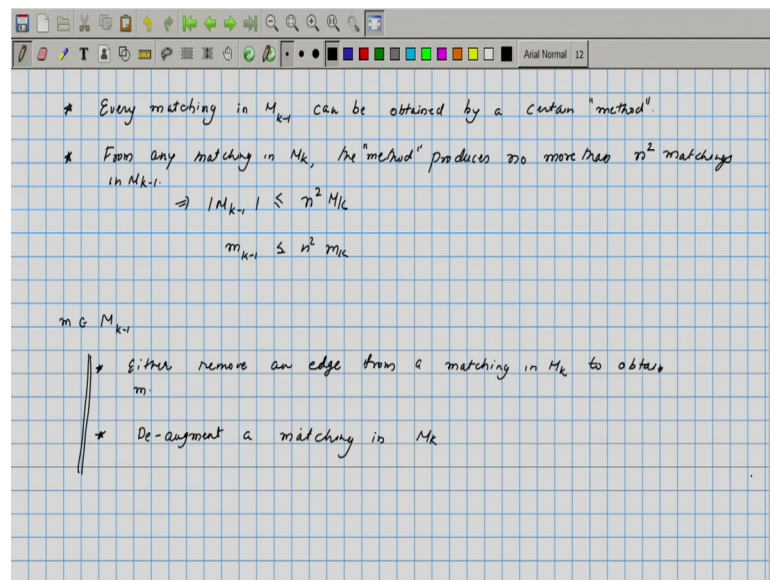 T
Arial Normal 12
* Every matching in M_{k-1} can be obtained by a certain "method".
* From any matching in M_k, the "method" produces no more than n² matchings
in M_{k-1}.
⇒ |M_{k-1}| ≤ n² M_k
m_{k-1} ≤ n² m_k
m ∈ M_{k-1}
* Either remove an edge from a matching in M_k to obtain
m.
* De-augment a matching in M_k